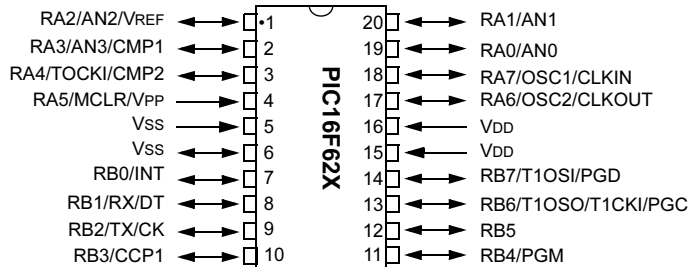 RA2/AN2/VREF 1 20 RA1/AN1
RA3/AN3/CMP1 2 19 RA0/AN0
RA4/TOCKI/CMP2 3 18 RA7/OSC1/CLKIN
RA5/MCLR/VPP 4 17 RA6/OSC2/CLKOUT
VSS 5 16 VDD
VSS 6 15 VDD
RB0/INT 7 14 RB7/T1OSI/PGD
RB1/RX/DT 8 13 RB6/T1OSO/T1CKI/PGC
RB2/TX/CK 9 12 RB5
RB3/CCP1 10 11 RB4/PGM
PIC16F62X